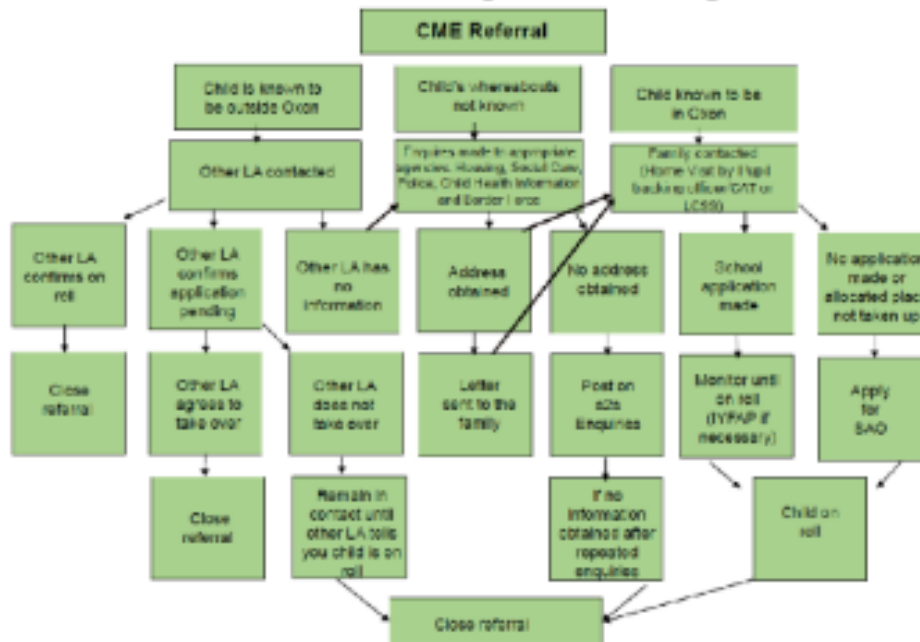 CME Referral
Child is known to
be outside Oxon
Child's whereabouts
not known
Child known to be
in Oxon
Other LA contacted
Enquires made to appropriate
agencies: Housing, Social Care,
Police, Child Health Information
and Border Force
Family contacted
(Home Visit by Pupil
officer/ or
LCSS)
Other LA
confirms on
roll
Other LA
confirms
application
pending
Other LA has
no
information
Address
obtained
No address
obtained
School
application
made
No application
made or
allocated place
not taken up
Close
referral
Other LA
agrees to
take over
Other LA
does not
take over
Letter
sent to the
family
Post on
s2s
Enquiries
Monitor until
on roll
(IYFAP if
necessary)
Apply
for
SAO
Close
referral
Remain in
contact until
other LA tells
you child is on
roll
If no
information
obtained after
repeated
enquiries
Child on
roll
Close referral